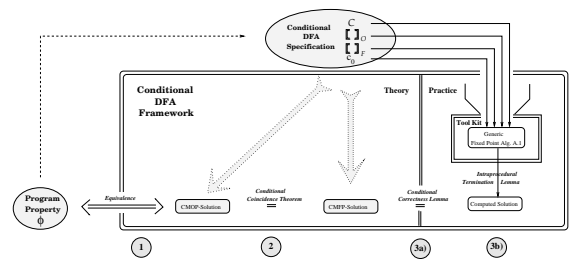 Conditional
DFA
Specification
C
[ ] O
[ ] F
c0
Conditional
DFA
Framework
Theory
Practice
Tool Kit
Generic
Fixed Point Alg. A.1
Intraprocedural
Termination Lemma
Program
Property
ϕ
Equivalence
CMOP-Solution
Conditional
Coincidence Theorem
=
CMFP-Solution
Conditional
Correctness Lemma
=
Computed Solution
1
2
3a)
3b)